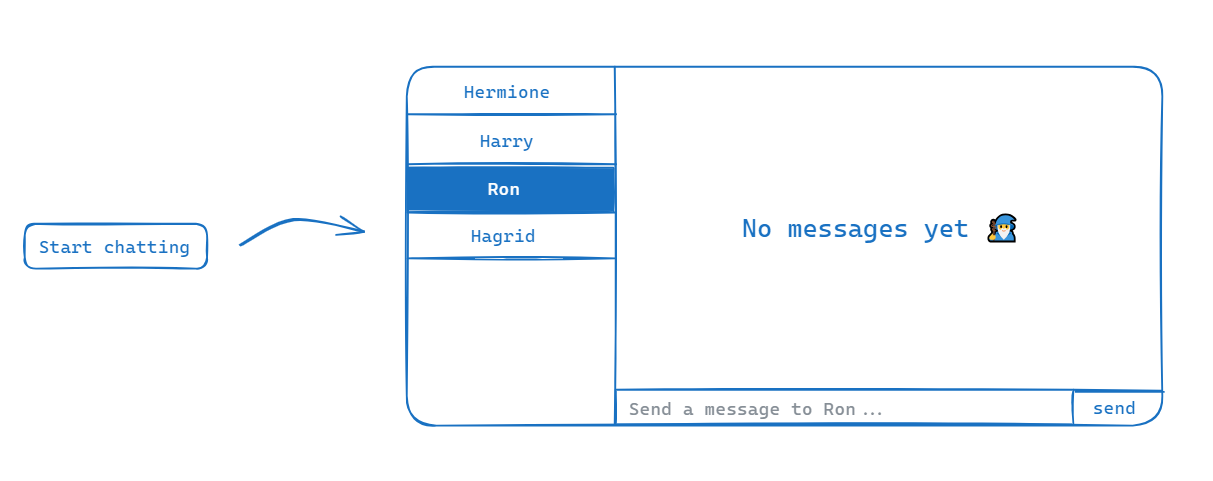 Start chatting
Hermione
Harry
Ron
Hagrid
No messages yet 🧙‍♂️
Send a message to Ron...
send